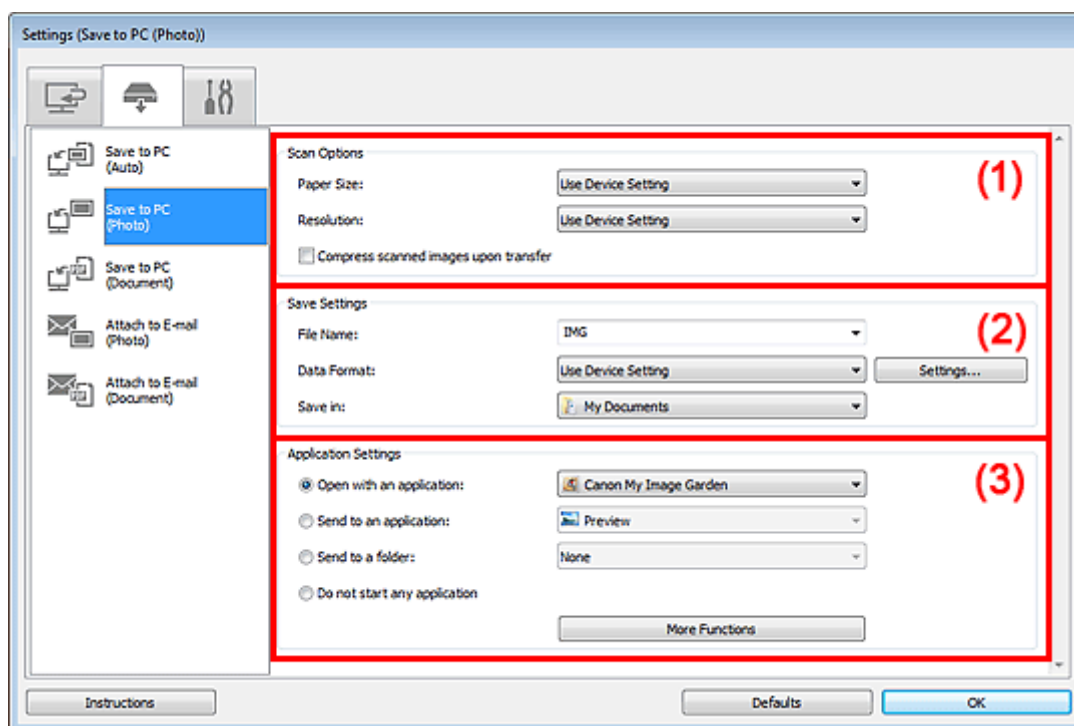 Settings (Save to PC (Photo))
Save to PC
(Auto)
Save to PC
(Photo)
Save to PC
(Document)
Attach to E-mail
(Photo)
Attach to E-mail
(Document)
Scan Options
(1)
Paper Size: Use Device Setting
Resolution: Use Device Setting
Compress scanned images upon transfer
Save Settings
(2)
File Name: IMG
Data Format: Use Device Setting Settings...
Save in: My Documents
Application Settings
(3)
Open with an application: Canon My Image Garden
Send to an application: Preview
Send to a folder: None
Do not start any application
More Functions
Instructions Defaults OK